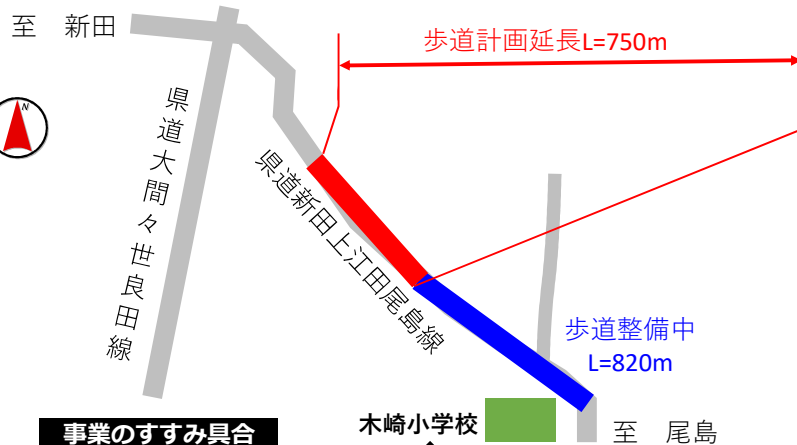 至　新田
歩道計画延長L=750m
N
県道大間々世良田線
県道新田上江田尾島線
歩道整備中
L=820m
木崎小学校
至　尾島
事業のすすみ具合